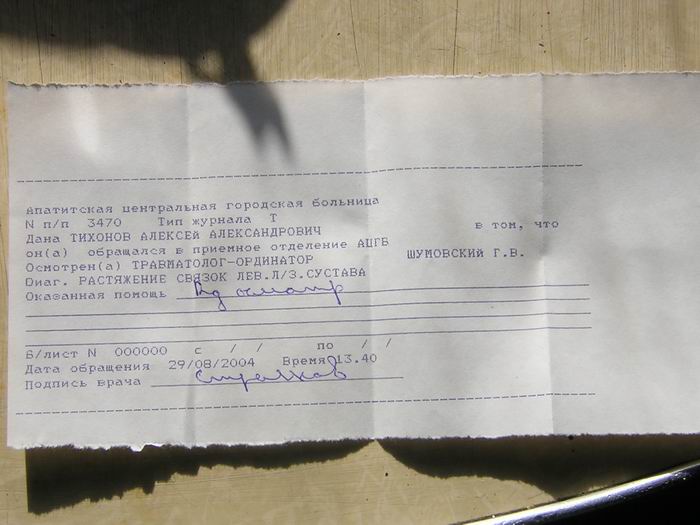 Апатитская центральная городская больница
N п/п 3470 Тип журнала Т
Дана ТИХОНОВ АЛЕКСЕЙ АЛЕКСАНДРОВИЧ в том, что
он(а) обращался в приемное отделение АЦГБ
Осмотрен(а) ТРАВМАТОЛОГ-ОРДИНАТОР ШУМОВСКИЙ Г.В.
Диаг. РАСТЯЖЕНИЕ СВЯЗОК ЛЕВ.Л/З.СУСТАВА
Оказанная помощь осмотр
Б/лист N 000000 с / / по / /
Дата обращения 29/08/2004 Время 13.40
Подпись врача